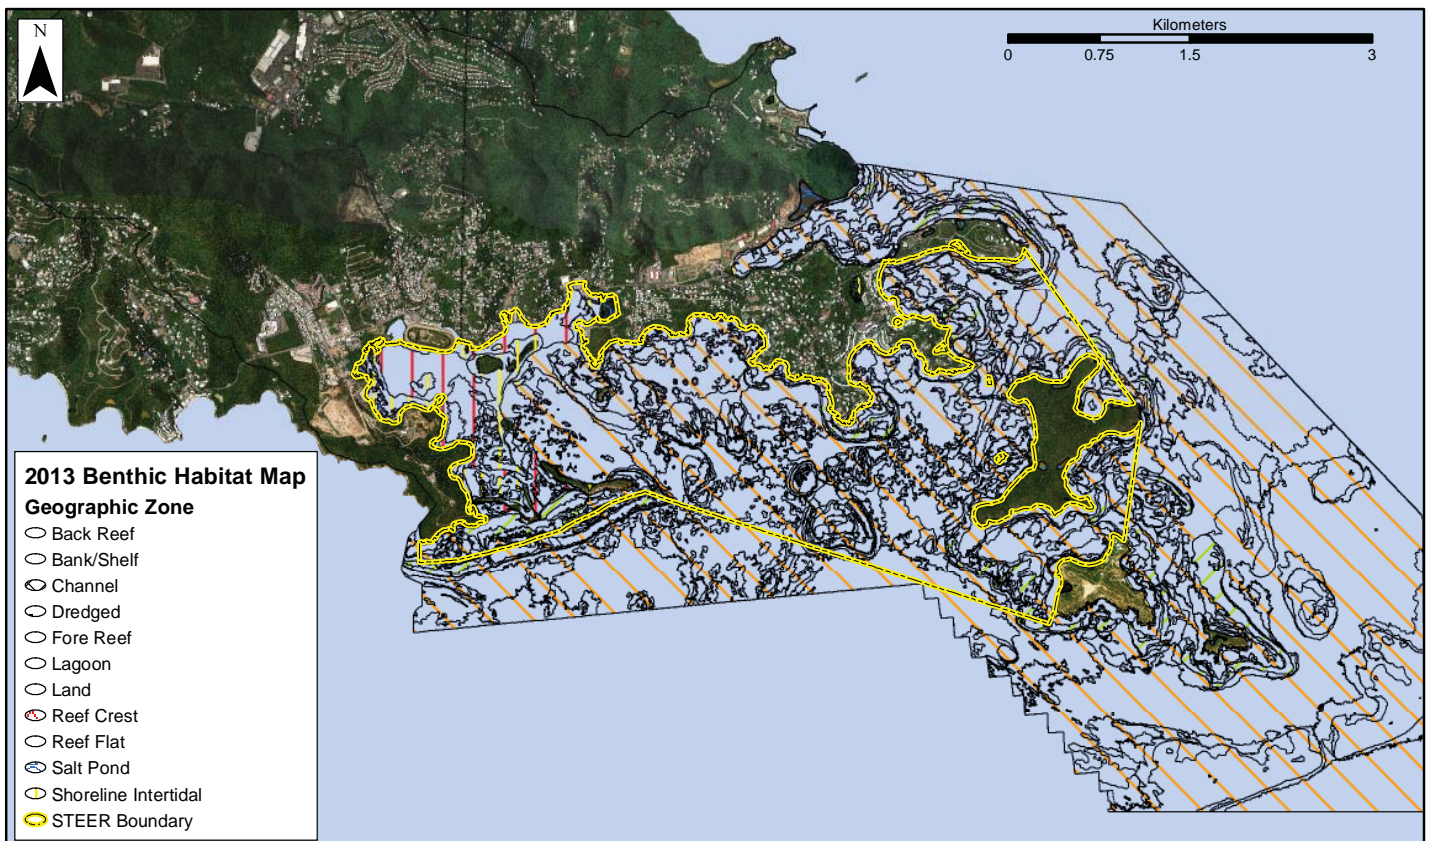 N
Kilometers
0 0.75 1.5 3
2013 Benthic Habitat Map
Geographic Zone
Back Reef
Bank/Shelf
Channel
Dredged
Fore Reef
Lagoon
Land
Reef Crest
Reef Flat
Salt Pond
Shoreline Intertidal
STEER Boundary